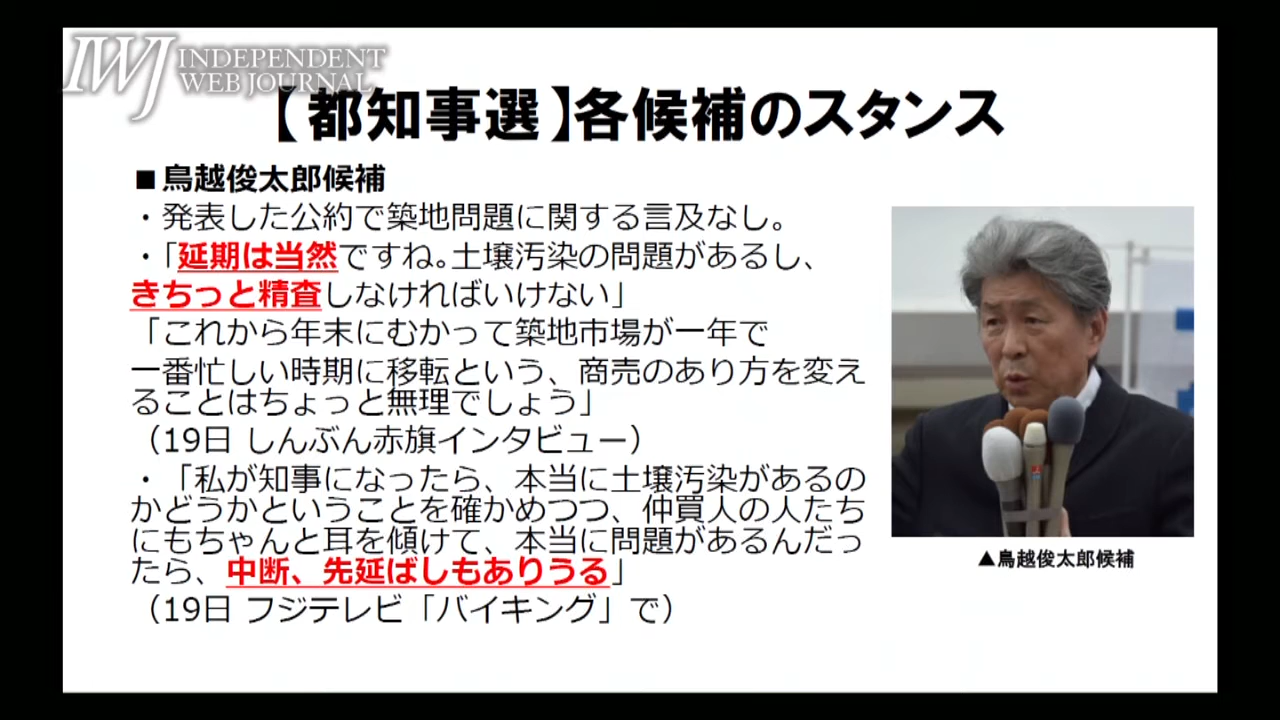 IWJ INDEPENDENT
WEB JOURNAL
【都知事選】各候補のスタンス
■鳥越俊太郎候補
・発表した公約で築地問題に関する言及なし。
・「延期は当然ですね。土壌汚染の問題があるし、
きちっと精査しなければいけない」
「これから年末にむかって築地市場が一年で
一番忙しい時期に移転という、商売のあり方を変え
ることはちょっと無理でしょう」
（19日 しんぶん赤旗インタビュー）
・「私が知事になったら、本当に土壌汚染があるの
かどうかということを確かめつつ、仲買人の人たち
にもちゃんと耳を傾けて、本当に問題があるんだっ
たら、中断、先延ばしもありうる」
（19日 フジテレビ「バイキング」で）
▲鳥越俊太郎候補